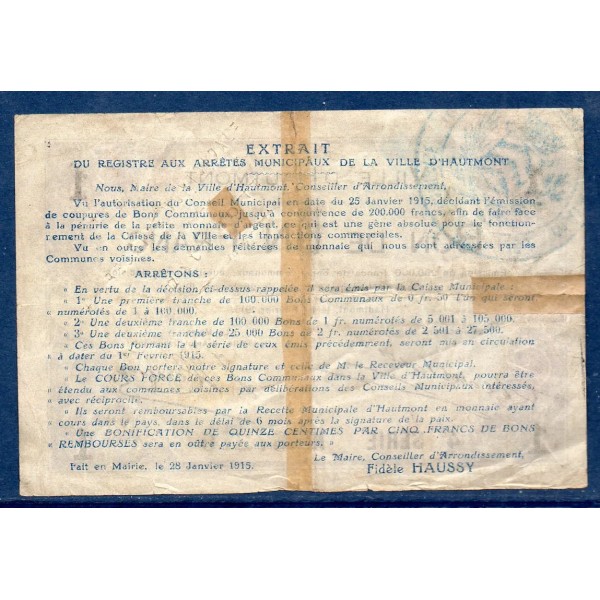 EXTRAIT
DU REGISTRE AUX ARRÊTÉS MUNICIPAUX DE LA VILLE D'HAUTMONT
Nous, Maire de la Ville d'Hautmont, Conseiller d'Arrondissement,
Vu l'autorisation du Conseil Municipal en date du 25 Janvier 1915, décidant l'émission
de coupures de Bons Communaux jusqu'à concurrence de 200.000 francs, afin de faire face
à la pénurie de la petite monnaie d'argent, ce qui est une gêne absolue pour le fonction-
nement de la Caisse de la Ville et les transactions commerciales.
Vu en outre les demandes réitérées de monnaie qui nous sont adressées par les
Communes voisines.
ARRÊTONS :
« En vertu de la décision ci-dessus rappelée il sera émis par la Caisse Municipale :
« 1° Une première tranche de 100.000 Bons Communaux de 0 fr. 50 l'un qui seront
« numérotés de 1 à 100.000.
« 2° Une deuxième tranche de 100 000 Bons de 1 fr. numérotés de 5 001 à 105 000.
« 3° Une deuxième tranche de 25 000 Bons de 2 fr. numérotés de 2 501 à 27 500.
« Ces Bons formant la 4e série de ceux émis précédemment, seront mis en circulation
« à dater du 1er Février 1915.
« Chaque Bon portera notre signature et celle de M. le Receveur Municipal.
« Le COURS FORCÉ de ces Bons Communaux dans la Ville d'Hautmont, pourra être
« étendu aux communes voisines par délibérations des Conseils Municipaux intéressés,
« avec réciprocité.
« Ils seront remboursables par la Recette Municipale d'Hautmont en monnaie ayant
« cours dans le pays, dans le délai de 6 mois après la signature de la paix.
« Une BONIFICATION DE QUINZE CENTIMES PAR CINQ FRANCS DE BONS
« REMBOURSÉS sera en outre payée aux porteurs. »
Fait en Mairie, le 28 Janvier 1915.
Le Maire, Conseiller d'Arrondissement,
Fidèle HAUSSY